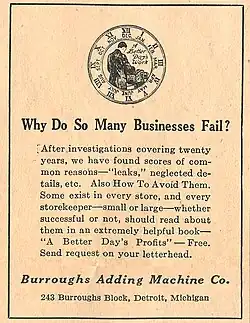 A
Better
Day's
Work
Why Do So Many Businesses Fail?
After investigations covering twenty
years, we have found scores of com-
mon reasons—"leaks," neglected de-
tails, etc. Also How To Avoid Them.
Some exist in every store, and every
storekeeper—small or large—whether
successful or not, should read about
them in an extremely helpful book—
"A Better Day's Profits"—Free.
Send request on your letterhead.
Burroughs Adding Machine Co.
243 Burroughs Block, Detroit, Michigan